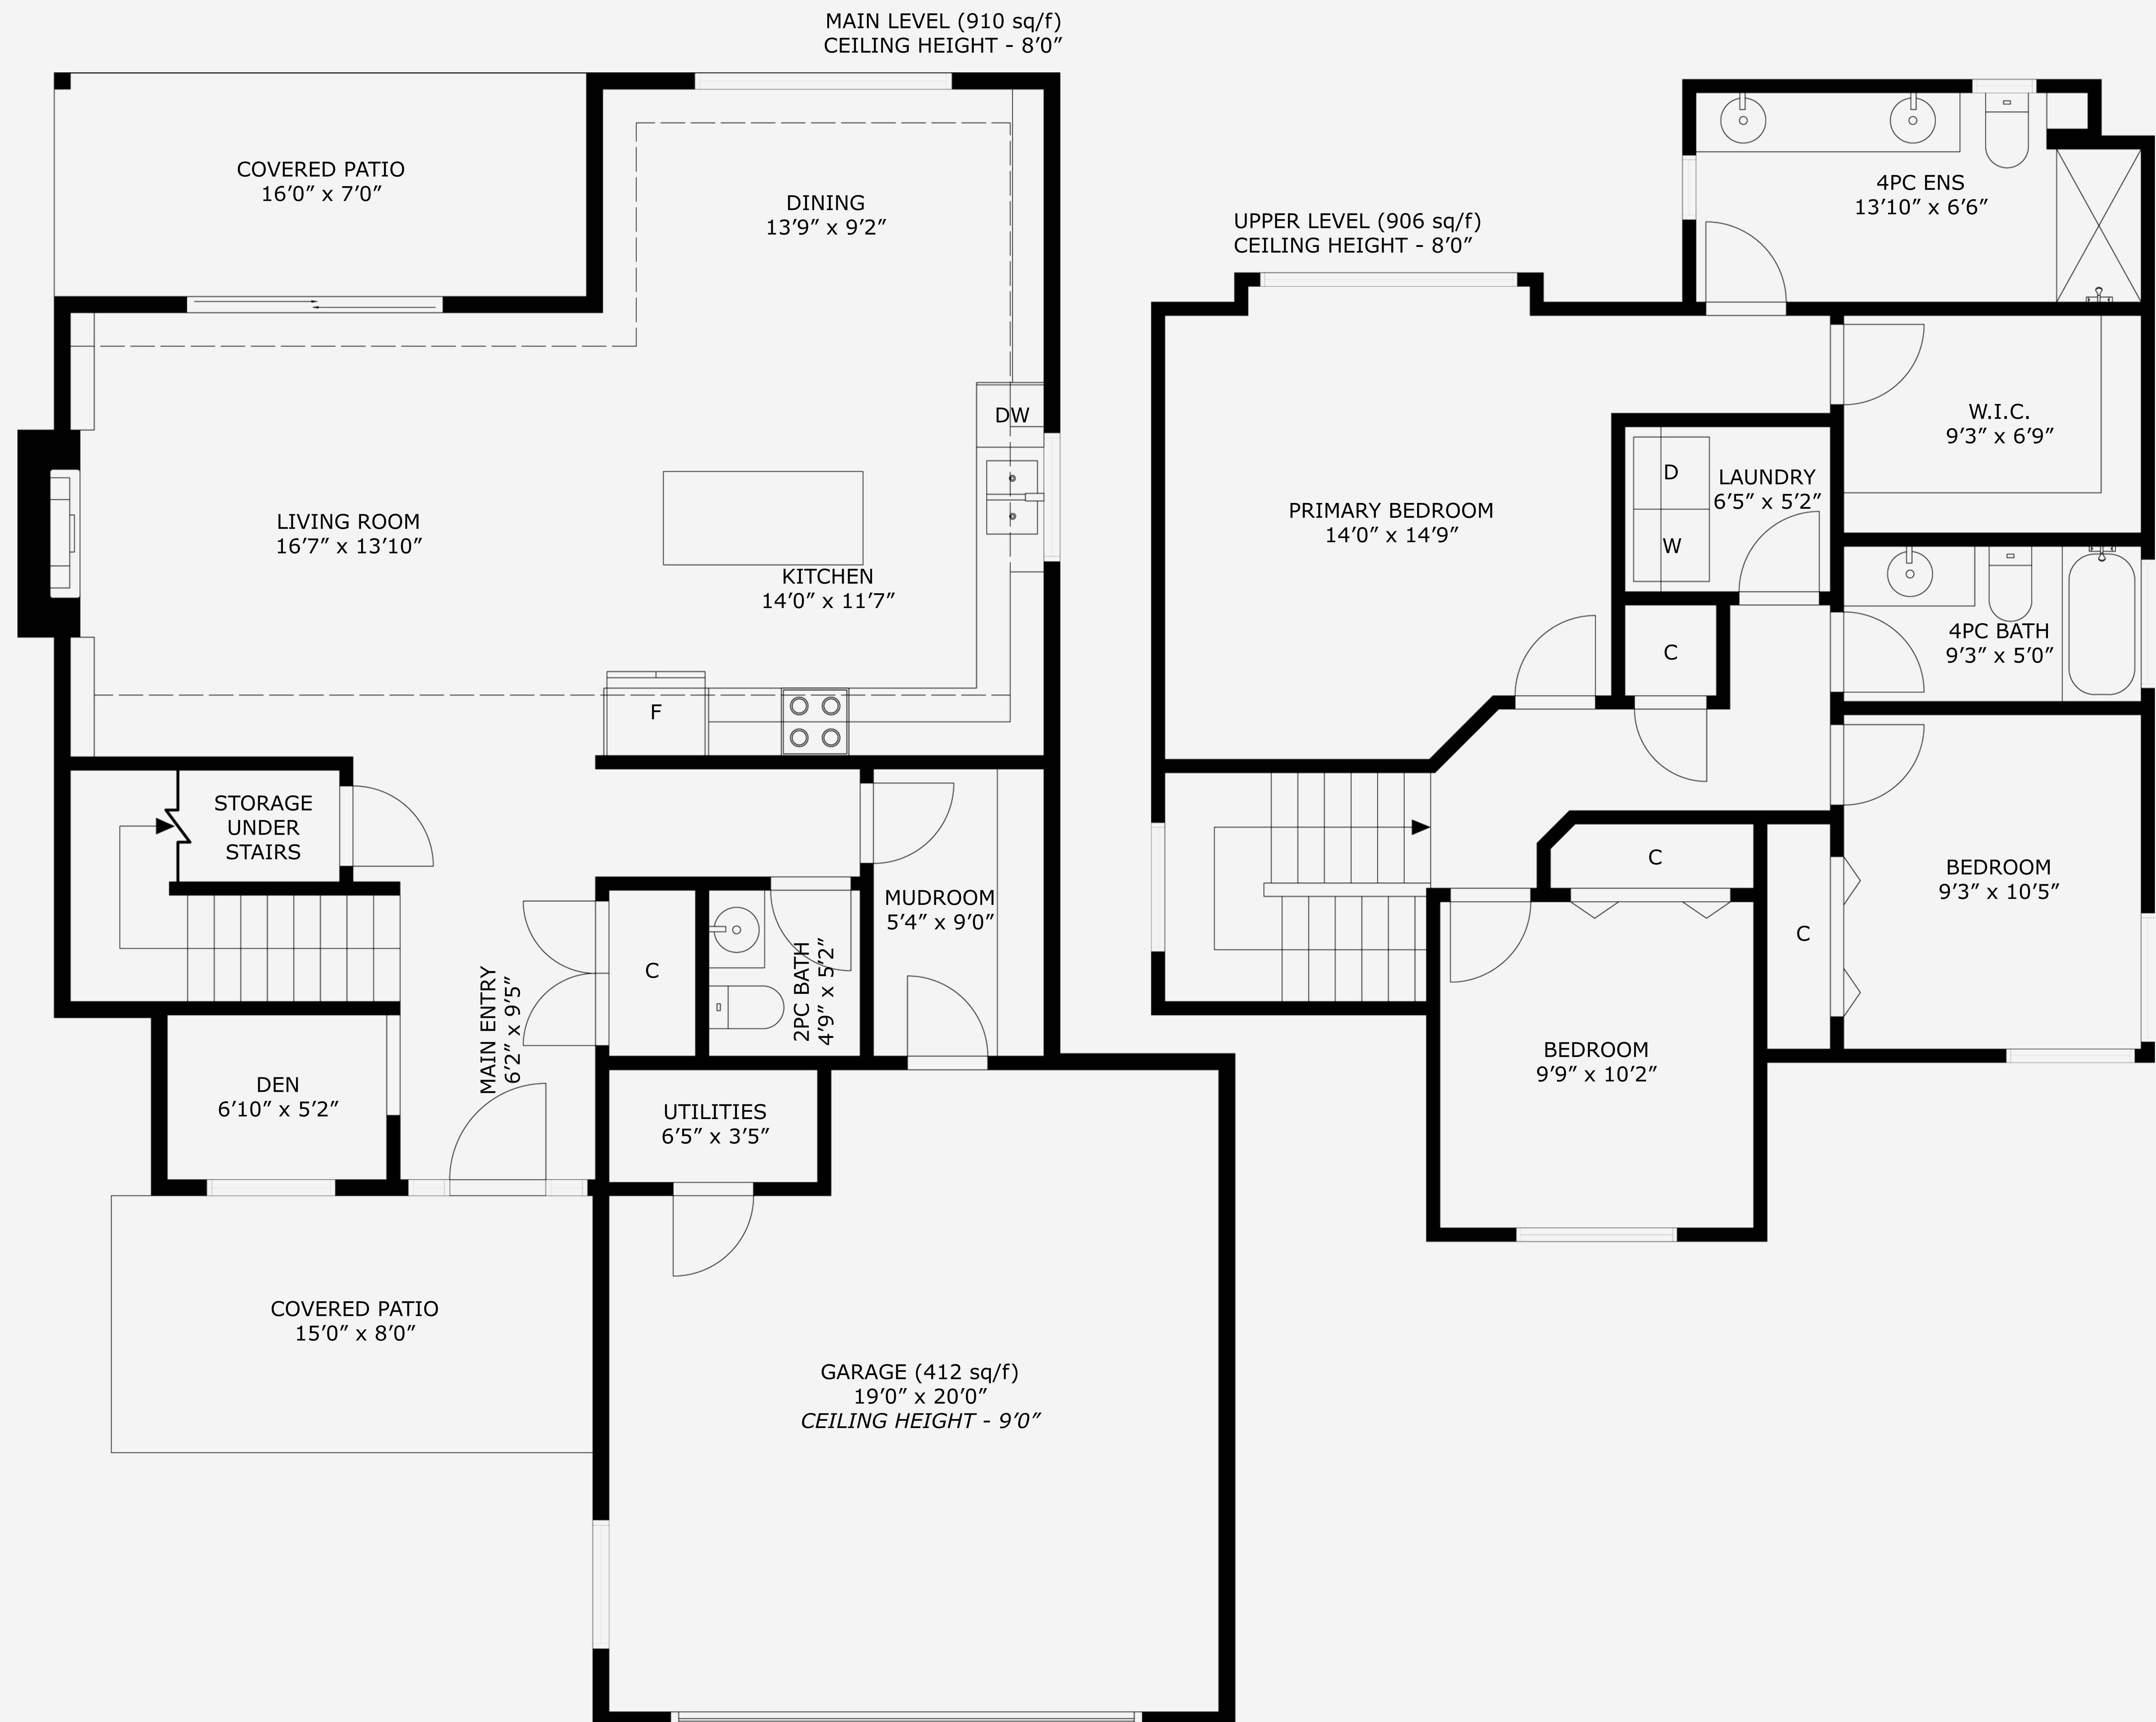 MAIN LEVEL (910 sq/f)
CEILING HEIGHT - 8’0”
COVERED PATIO
16’0” x 7’0”
DINING
13’9” x 9’2”
DW
LIVING ROOM
16’7” x 13’10”
KITCHEN
14’0” x 11’7”
F
STORAGE
UNDER
STAIRS
MUDROOM
5’4” x 9’0”
C
2PC BATH
4’9” x 5’2”
MAIN ENTRY
6’2” x 9’5”
DEN
6’10” x 5’2”
UTILITIES
6’5” x 3’5”
COVERED PATIO
15’0” x 8’0”
GARAGE (412 sq/f)
19’0” x 20’0”
CEILING HEIGHT - 9’0”
UPPER LEVEL (906 sq/f)
CEILING HEIGHT - 8’0”
4PC ENS
13’10” x 6’6”
W.I.C.
9’3” x 6’9”
D
LAUNDRY
6’5” x 5’2”
W
PRIMARY BEDROOM
14’0” x 14’9”
4PC BATH
9’3” x 5’0”
C
C
BEDROOM
9’3” x 10’5”
C
BEDROOM
9’9” x 10’2”